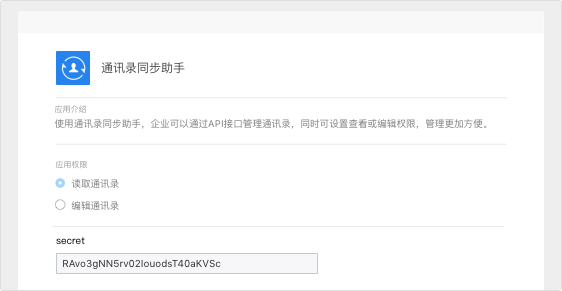 通讯录同步助手
应用介绍
使用通讯录同步助手，企业可以通过API接口管理通讯录，同时可设置查看或编辑权限，管理更加方便。
应用权限
读取通讯录
编辑通讯录
secret
RAvo3gNN5rv02IouodsT40aKVSc